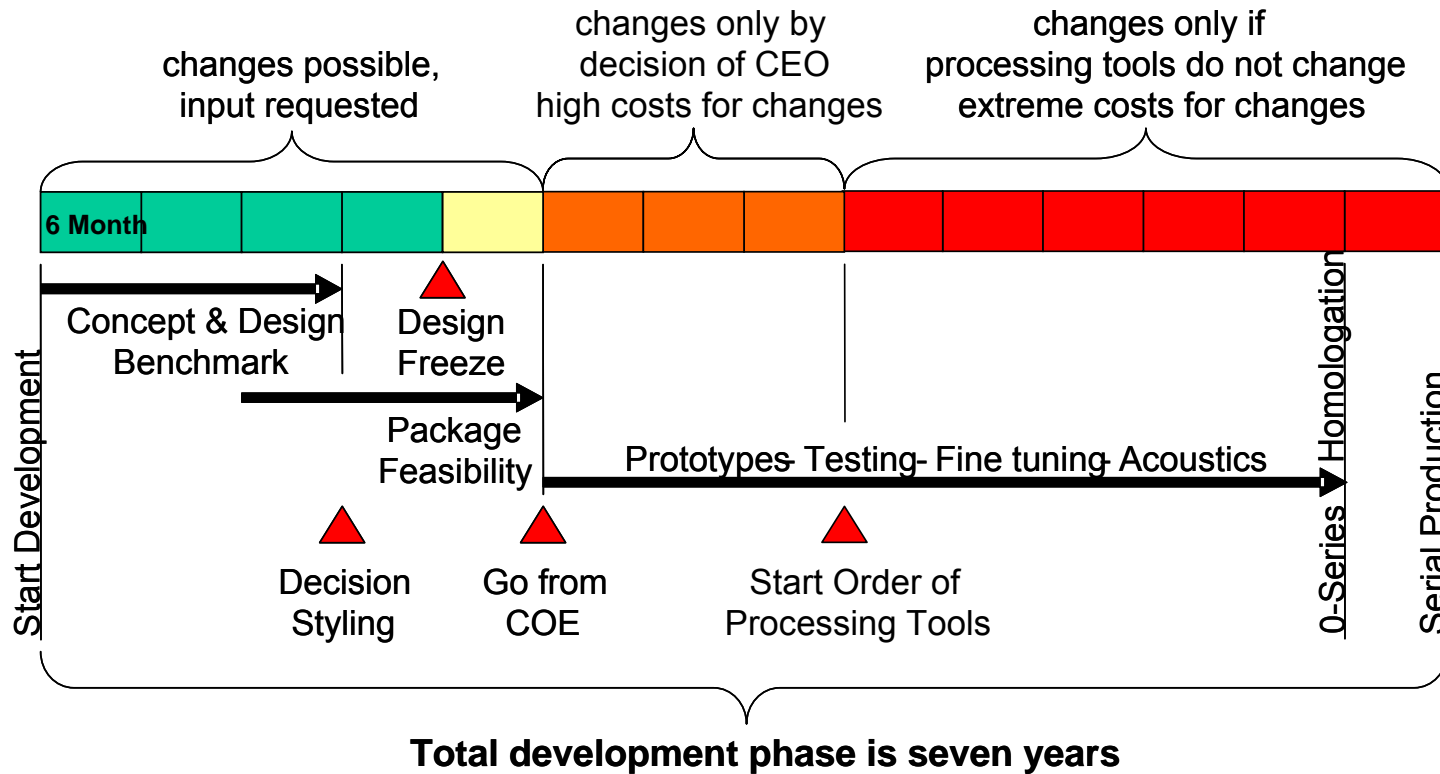 changes possible,
input requested
changes only by
decision of CEO
high costs for changes
changes only if
processing tools do not change
extreme costs for changes
6 Month
Concept & Design
Benchmark
Design
Freeze
Package
Feasibility
Prototypes- Testing- Fine tuning- Acoustics
Start Development
Decision
Styling
Go from
COE
Start Order of
Processing Tools
0-Series Homologation
Serial Production
Total development phase is seven years